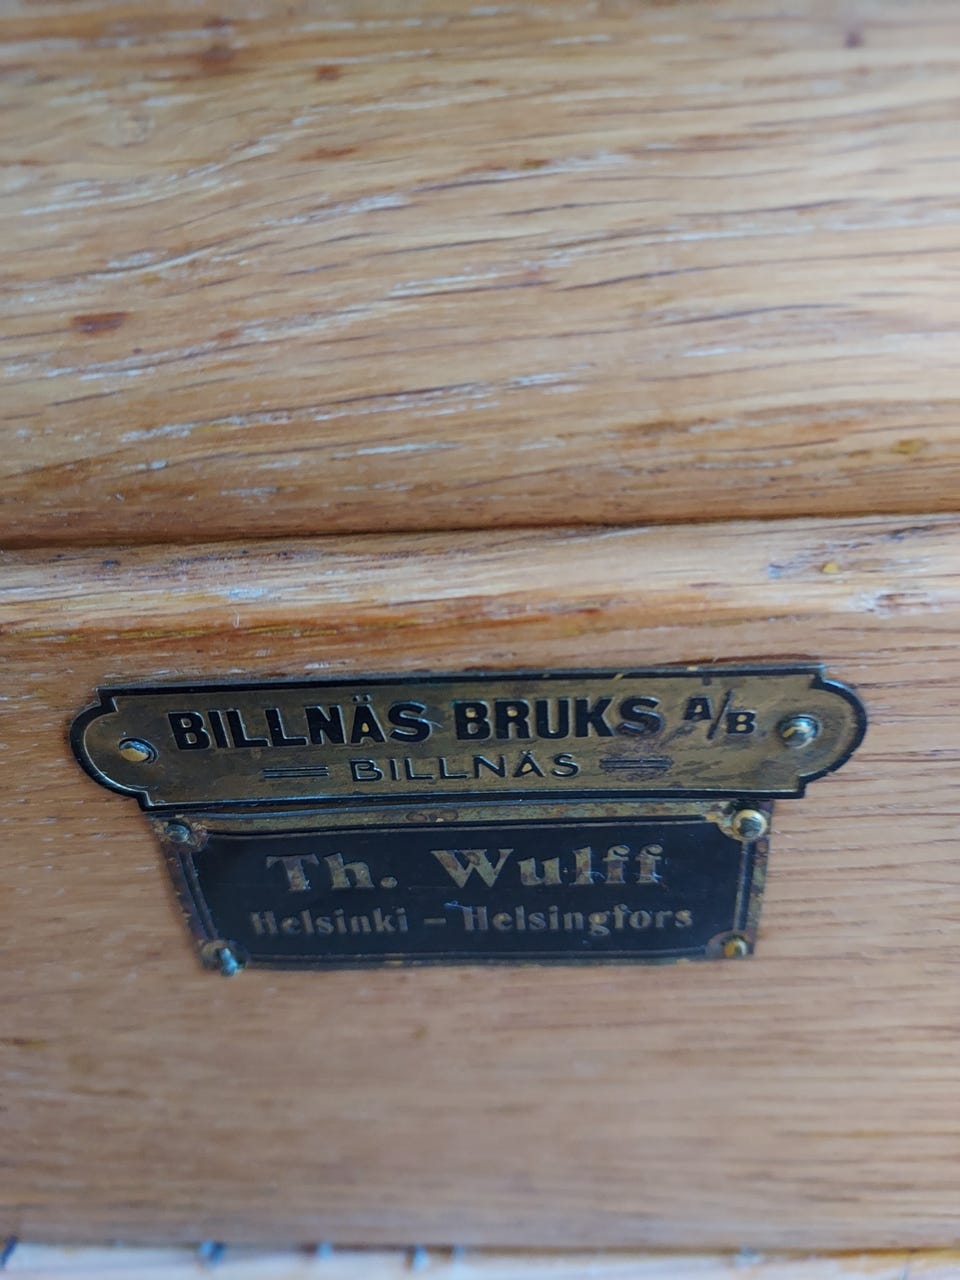 BILLNÄS BRUKS A/B
BILLNÄS
Th. Wulff
Helsinki - Helsingfors